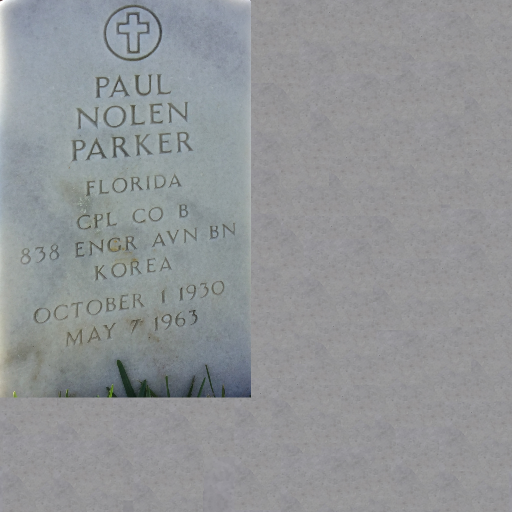 PAUL
NOLEN
PARKER
FLORIDA
CPL CO B
838 ENGR AVN BN
KOREA
OCTOBER 1 1930
MAY 7 1963